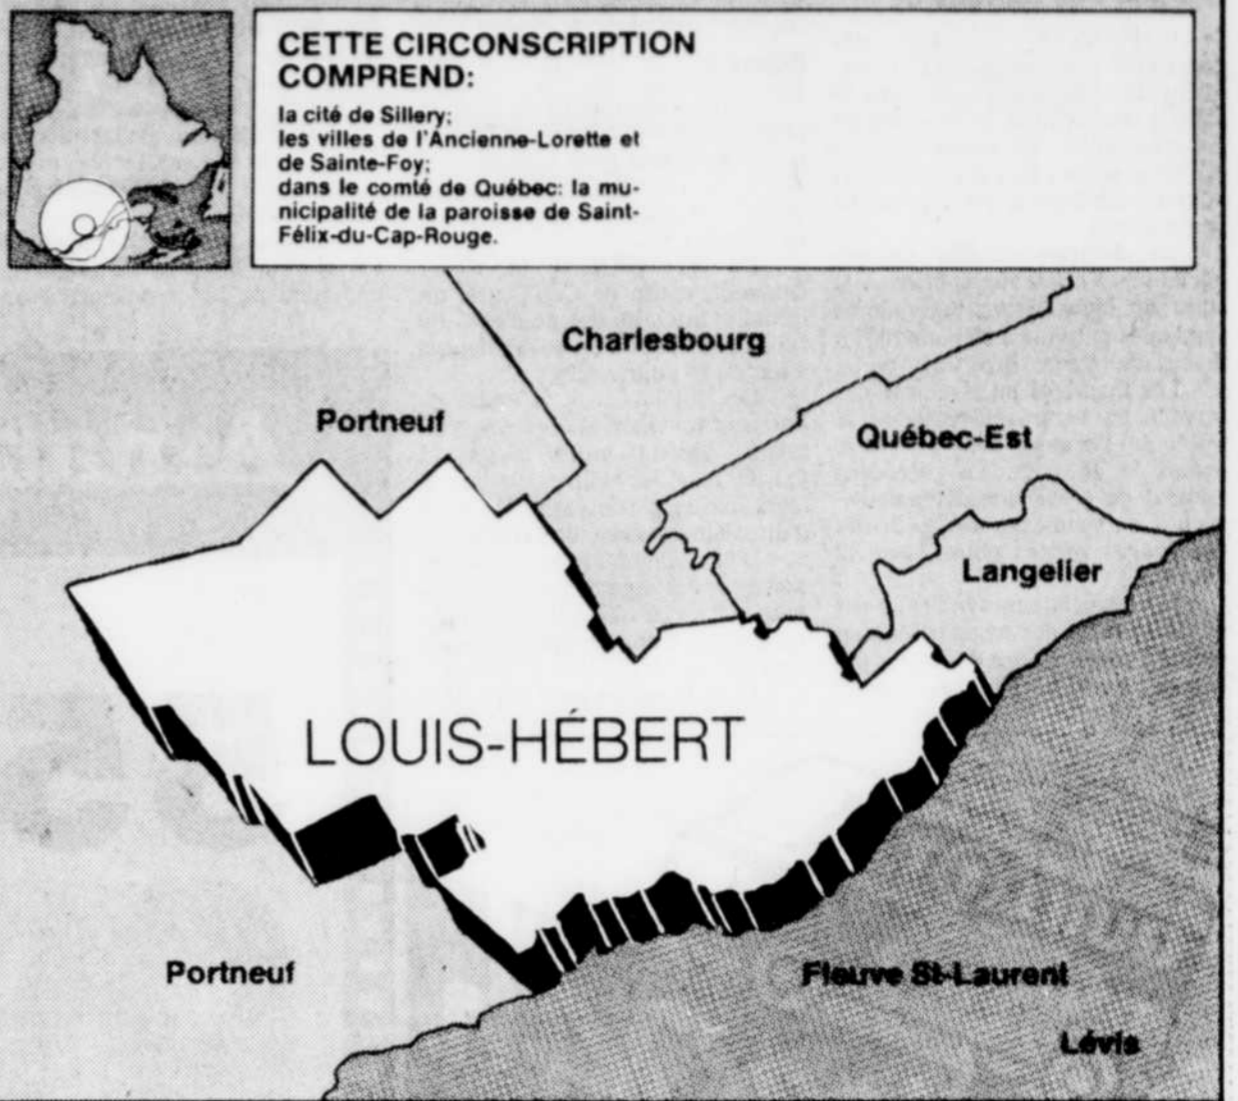 CETTE CIRCONSCRIPTION
COMPREND:
la cité de Sillery;
les villes de l'Ancienne-Lorette et
de Sainte-Foy;
dans le comté de Québec: la mu-
nicipalité de la paroisse de Saint-
Félix-du-Cap-Rouge.
Charlesbourg
Portneuf
Québec-Est
Langelier
LOUIS-HÉBERT
Portneuf
Fleuve St-Laurent
Lévis